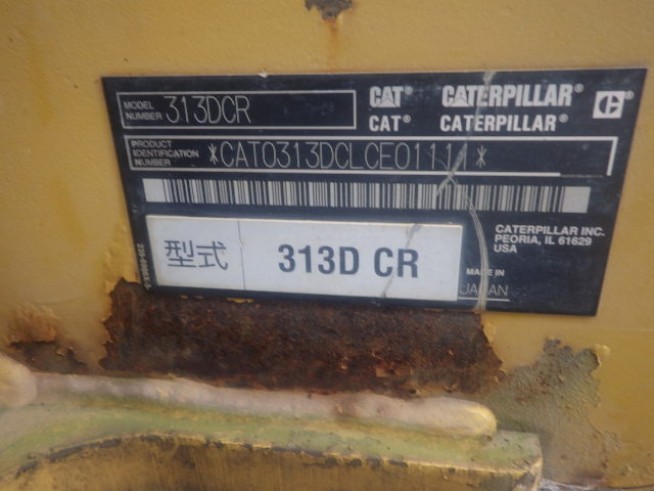 MODEL NUMBER 313DCR
CAT® CATERPILLAR®
CAT® CATERPILLAR®
PRODUCT IDENTIFICATION NUMBER *CAT0313DCLCE01111*
型式 313D CR
CATERPILLAR INC.
PEORIA, IL 61629
USA
MADE IN
JAPAN